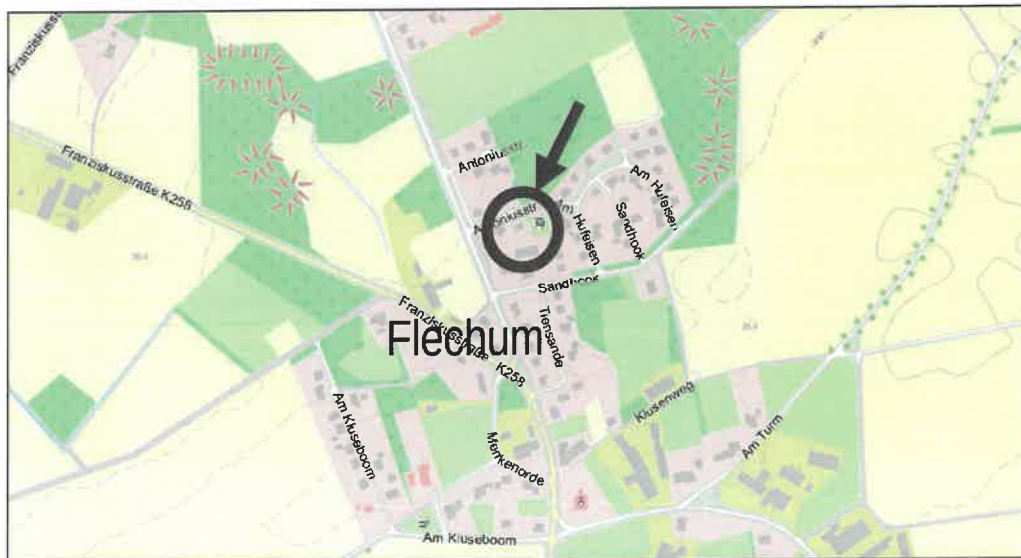 Franziskusstraße K258
Antoniusstr.
Am Hufeisen
Am
Hufeisen
Sandhook
Sandhook
Tiensande
Franziskusstraße K258
Flechum
Klusenweg
Am Turm
Am Kluseboom
Merkenorde
Am Kluseboom